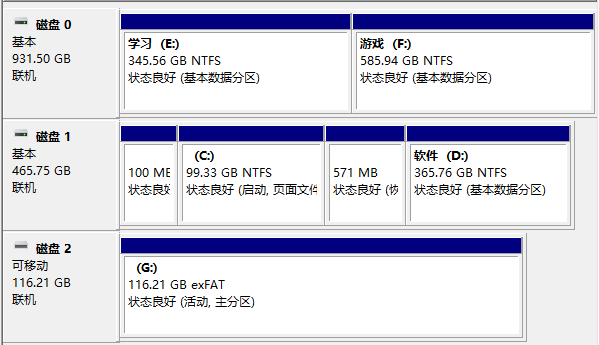 磁盘 0
基本
931.50 GB
联机
学习 (E:)
345.56 GB NTFS
状态良好 (基本数据分区)
游戏 (F:)
585.94 GB NTFS
状态良好 (基本数据分区)
磁盘 1
基本
465.75 GB
联机
100 ME
状态良好
(C:)
99.33 GB NTFS
状态良好 (启动, 页面文件
571 MB
状态良好 (恢
软件 (D:)
365.76 GB NTFS
状态良好 (基本数据分区)
磁盘 2
可移动
116.21 GB
联机
(G:)
116.21 GB exFAT
状态良好 (活动, 主分区)